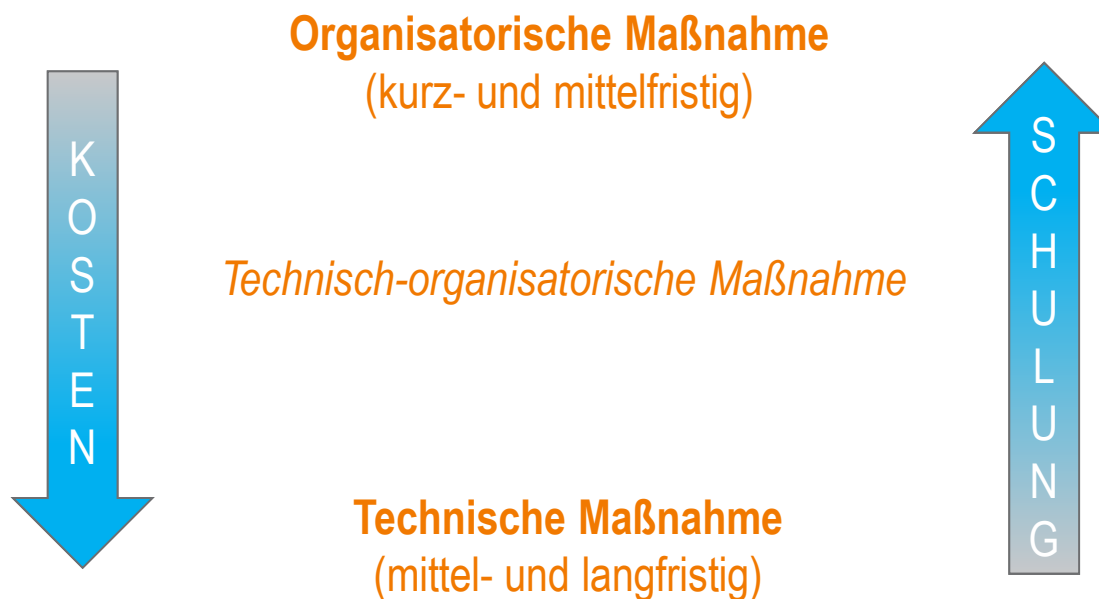 Organisatorische Maßnahme
(kurz- und mittelfristig)
KOSTEN
Technisch-organisatorische Maßnahme
SCHULUNG
Technische Maßnahme
(mittel- und langfristig)